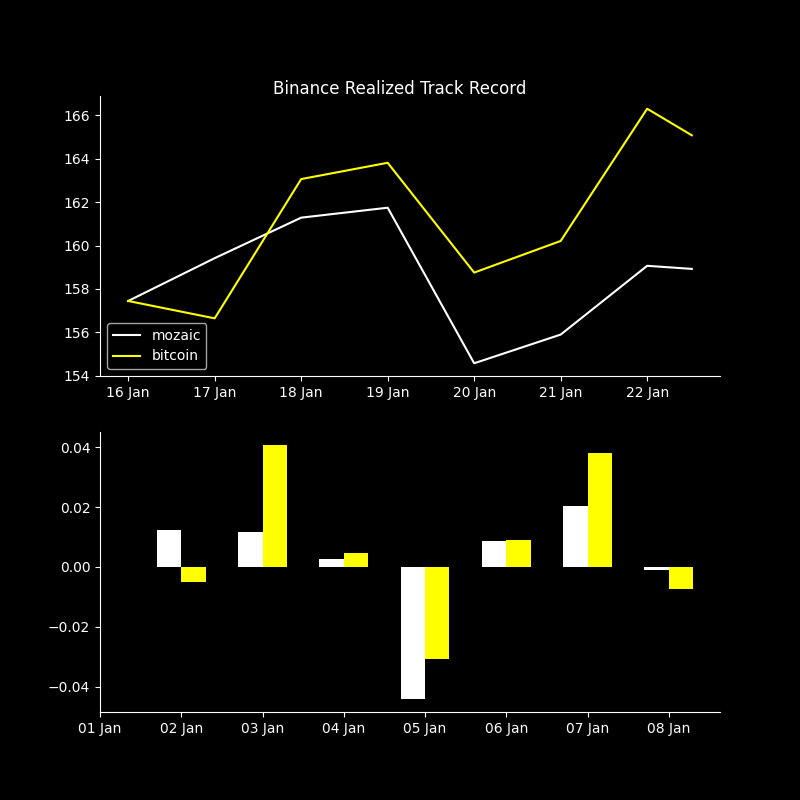 Binance Realized Track Record
166
164
162
160
158
156
154
mozaic
bitcoin
16 Jan 17 Jan 18 Jan 19 Jan 20 Jan 21 Jan 22 Jan
0.04
0.02
0.00
−0.02
−0.04
01 Jan 02 Jan 03 Jan 04 Jan 05 Jan 06 Jan 07 Jan 08 Jan